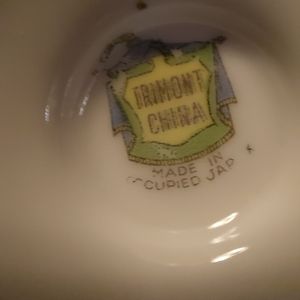 TRIMONT
CHINA
MADE IN
OCCUPIED JAP